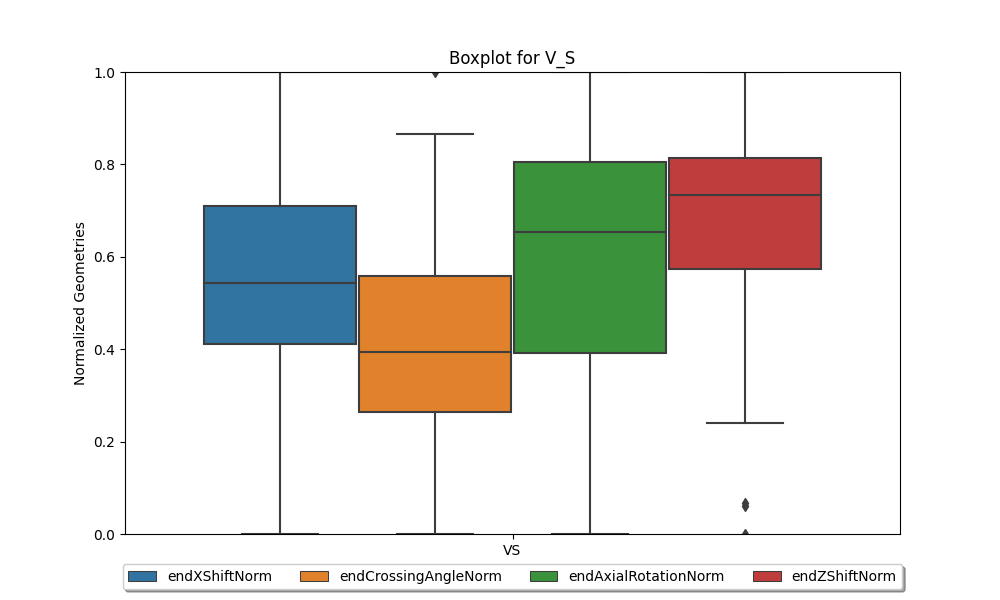 Boxplot for V_S
1.0
0.8
0.6
0.4
0.2
0.0
Normalized Geometries
VS
endXShiftNorm endCrossingAngleNorm endAxialRotationNorm endZShiftNorm